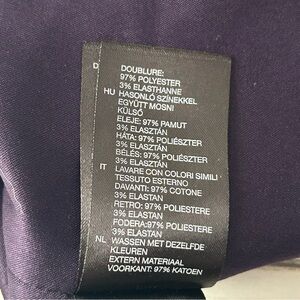 D
DOUBLURE:
97% POLYESTER
3% ELASTHANNE
HU HASONLÓ SZÍNEKKEL
EGYÜTT MOSNI
KÜLSŐ
ELEJE: 97% PAMUT
3% ELASZTÁN
HÁTA: 97% POLIÉSZTER
3% ELASZTÁN
BÉLÉS: 97% POLIÉSZTER
3% ELASZTÁN
IT LAVARE CON COLORI SIMILI
TESSUTO ESTERNO
DAVANTI: 97% COTONE
3% ELASTAN
RETRO: 97% POLIESTERE
3% ELASTAN
FODERA:97% POLIESTERE
3% ELASTAN
NL WASSEN MET DEZELFDE
KLEUREN
EXTERN MATERIAAL
VOORKANT: 97% KATOEN